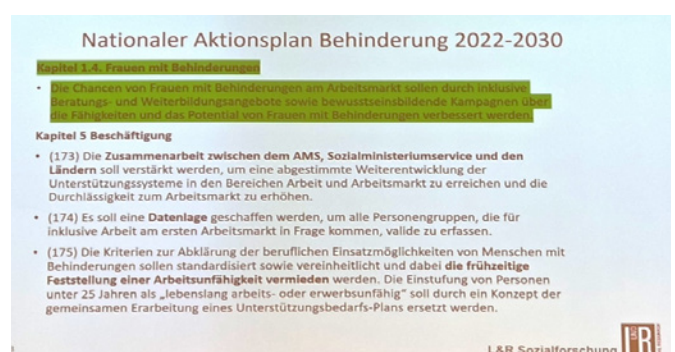 Nationaler Aktionsplan Behinderung 2022-2030
Kapitel 1.4. Frauen mit Behinderungen
• Die Chancen von Frauen mit Behinderungen am Arbeitsmarkt sollen durch inklusive
Beratungs- und Weiterbildungsangebote sowie bewusstseinsbildende Kampagnen über
die Fähigkeiten und das Potential von Frauen mit Behinderungen verbessert werden.
Kapitel 5 Beschäftigung
• (173) Die Zusammenarbeit zwischen dem AMS, Sozialministeriumservice und den
Ländern soll verstärkt werden, um eine abgestimmte Weiterentwicklung der
Unterstützungssysteme in den Bereichen Arbeit und Arbeitsmarkt zu erreichen und die
Durchlässigkeit zum Arbeitsmarkt zu erhöhen.
• (174) Es soll eine Datenlage geschaffen werden, um alle Personengruppen, die für
inklusive Arbeit am ersten Arbeitsmarkt in Frage kommen, valide zu erfassen.
• (175) Die Kriterien zur Abklärung der beruflichen Einsatzmöglichkeiten von Menschen mit
Behinderungen sollen standardisiert sowie vereinheitlicht und dabei die frühzeitige
Feststellung einer Arbeitsunfähigkeit vermieden werden. Die Einstufung von Personen
unter 25 Jahren als „lebenslang arbeits- oder erwerbsunfähig" soll durch ein Konzept der
gemeinsamen Erarbeitung eines Unterstützungsbedarfs-Plans ersetzt werden.
L&R Sozialforschung